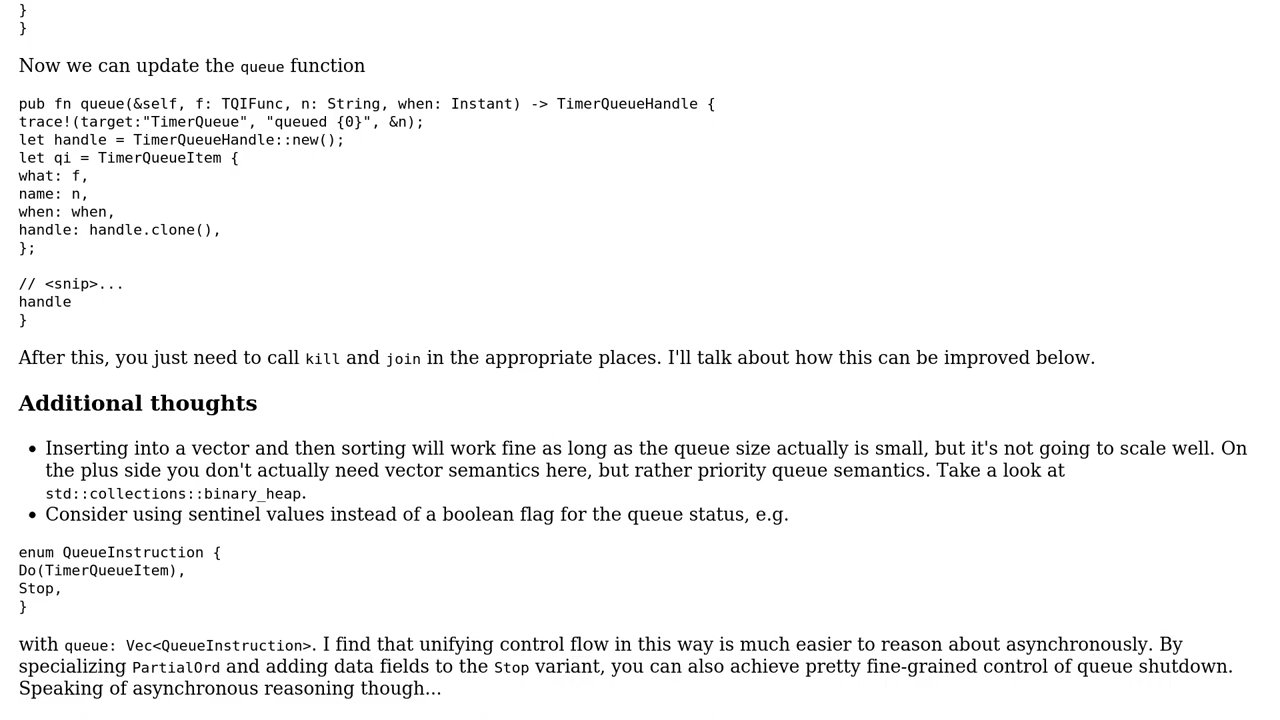 }
}
Now we can update the queue function
pub fn queue(&self, f: TQIFunc, n: String, when: Instant) -> TimerQueueHandle {
trace!(target:"TimerQueue", "queued {0}", &n);
let handle = TimerQueueHandle::new();
let qi = TimerQueueItem {
what: f,
name: n,
when: when,
handle: handle.clone(),
};
// <snip>...
handle
}
After this, you just need to call kill and join in the appropriate places. I'll talk about how this can be improved below.
Additional thoughts
• Inserting into a vector and then sorting will work fine as long as the queue size actually is small, but it's not going to scale well. On
the plus side you don't actually need vector semantics here, but rather priority queue semantics. Take a look at
std::collections::binary_heap.
• Consider using sentinel values instead of a boolean flag for the queue status, e.g.
enum QueueInstruction {
Do(TimerQueueItem),
Stop,
}
with queue: Vec<QueueInstruction>. I find that unifying control flow in this way is much easier to reason about asynchronously. By
specializing PartialOrd and adding data fields to the Stop variant, you can also achieve pretty fine-grained control of queue shutdown.
Speaking of asynchronous reasoning though...